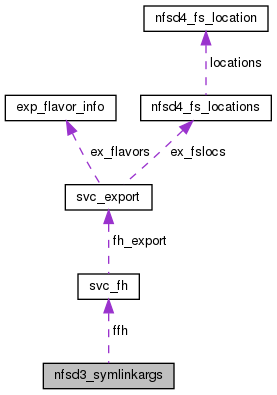 nfsd4_fs_location
locations
exp_flavor_info
nfsd4_fs_locations
ex_flavors
ex_fslocs
svc_export
fh_export
svc_fh
ffh
nfsd3_symlinkargs